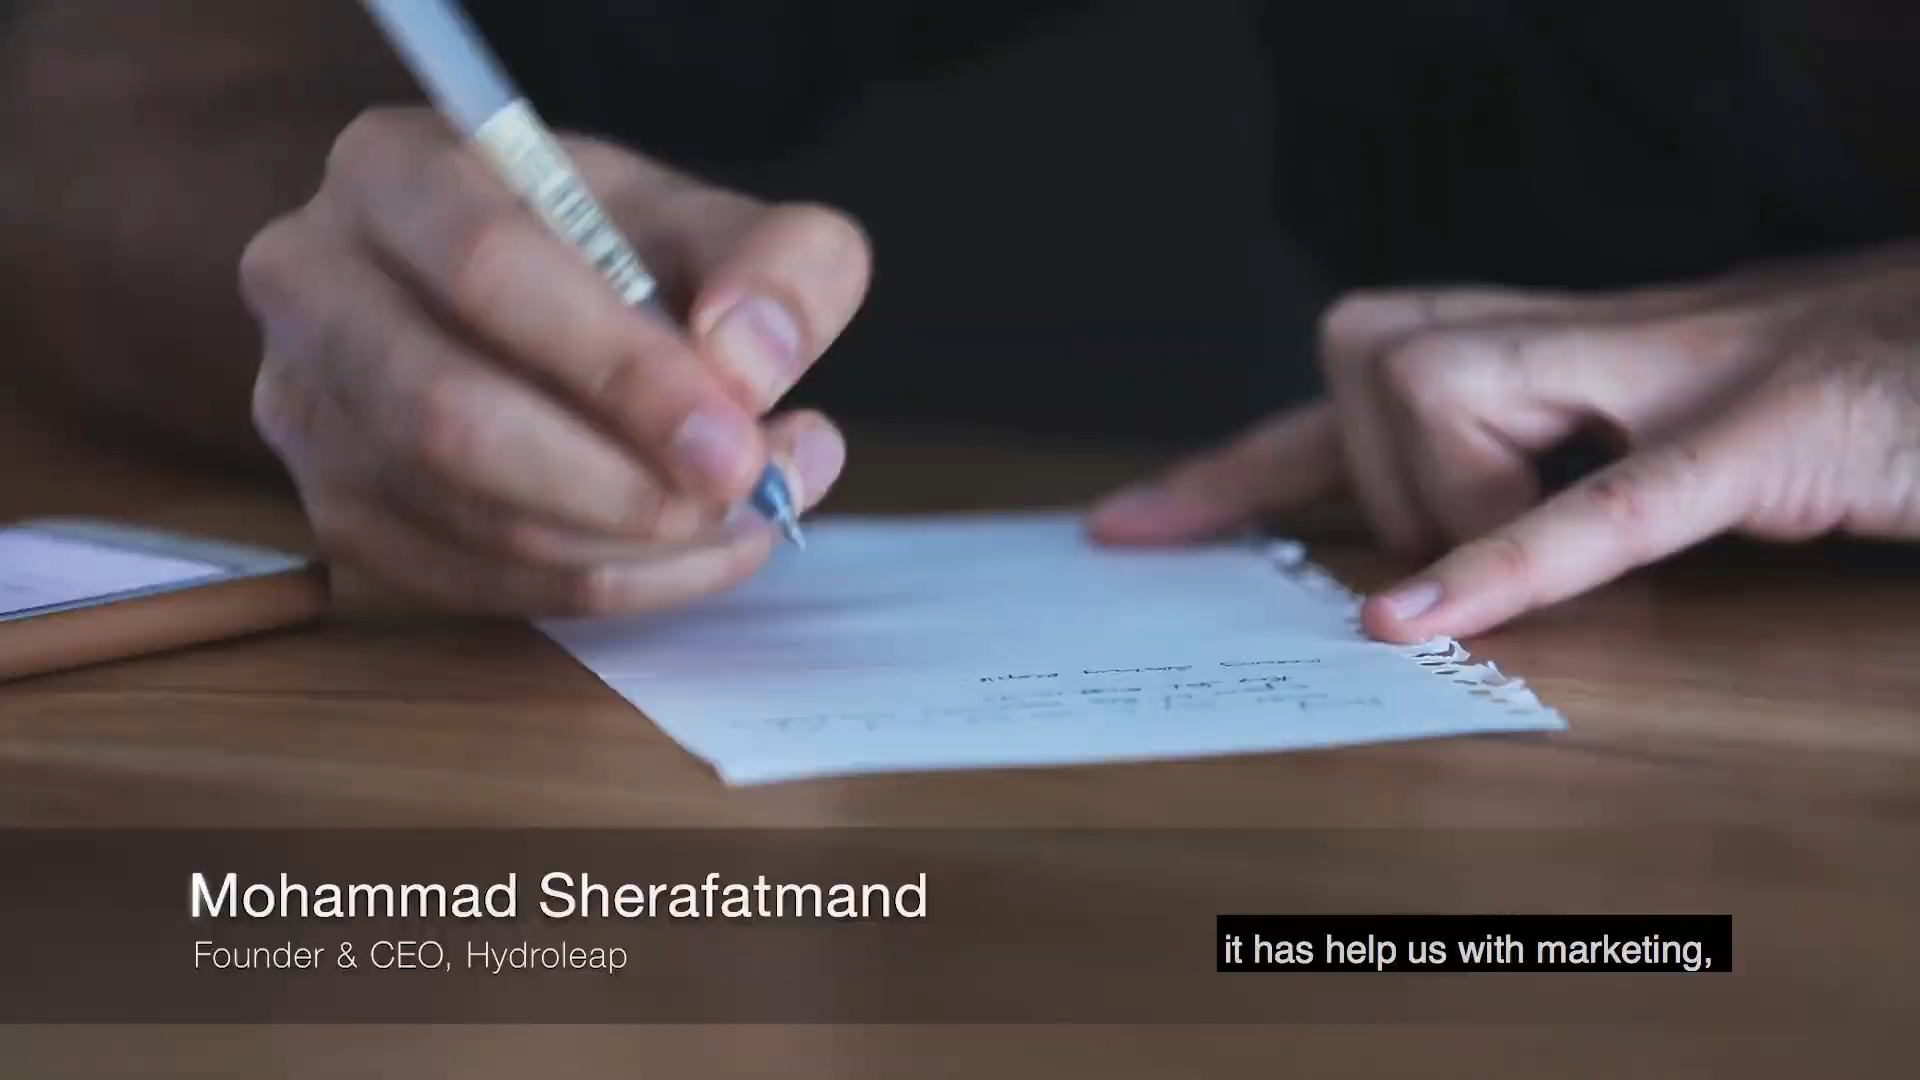 Mohammad Sherafatmand
Founder & CEO, Hydroleap
it has help us with marketing,